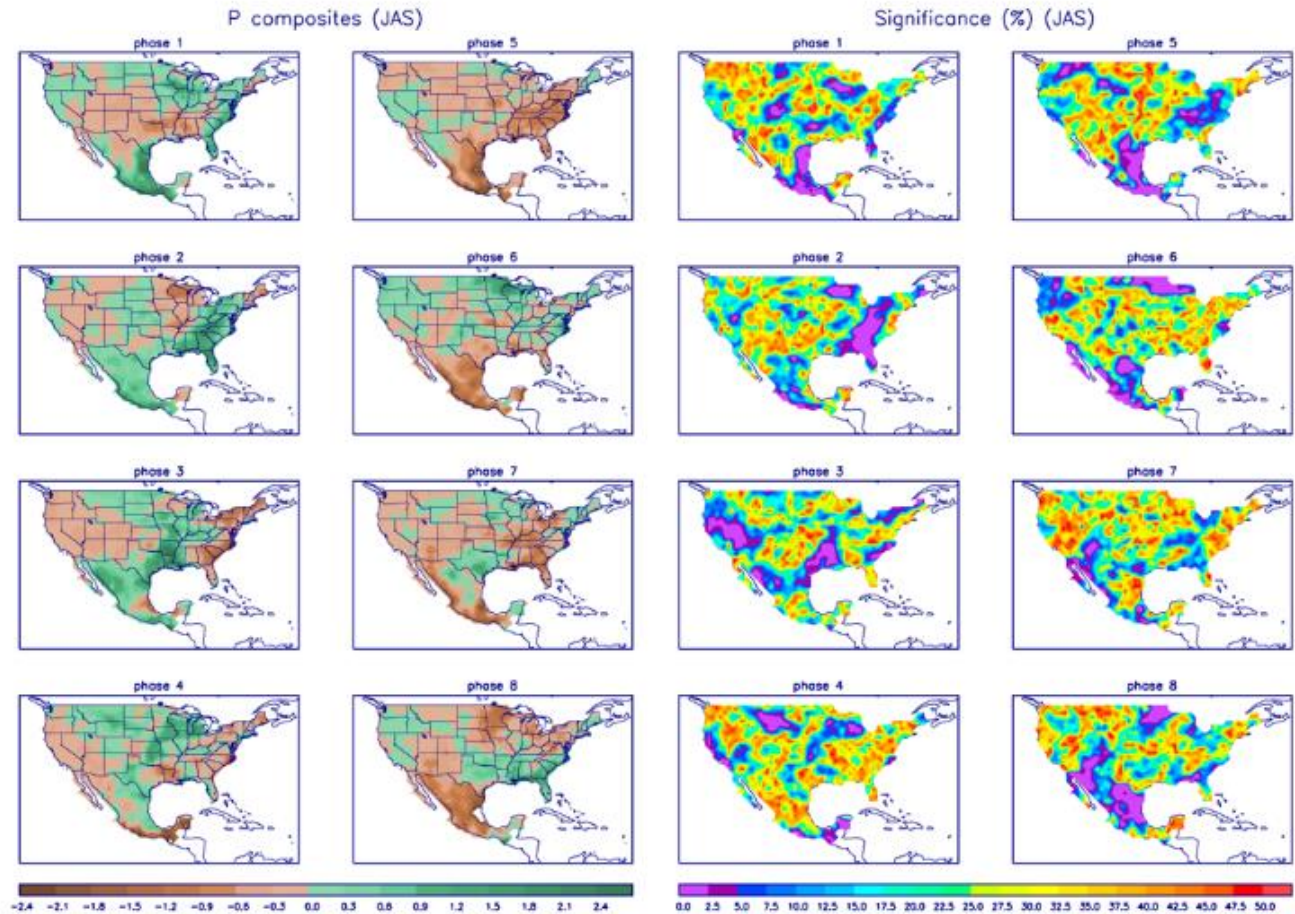 P composites (JAS) Significance (%) (JAS)
phase 1 phase 5 phase 1 phase 5
phase 2 phase 6 phase 2 phase 6
phase 3 phase 7 phase 3 phase 7
phase 4 phase 8 phase 4 phase 8
-2.4 -2.1 -1.8 -1.5 -1.2 -0.9 -0.6 -0.3 0.0 0.3 0.6 0.9 1.2 1.5 1.8 2.1 2.4 0.0 2.5 5.0 7.5 10.0 12.5 15.0 17.5 20.0 22.5 25.0 27.5 30.0 32.5 35.0 37.5 40.0 42.5 45.0 47.5 50.0